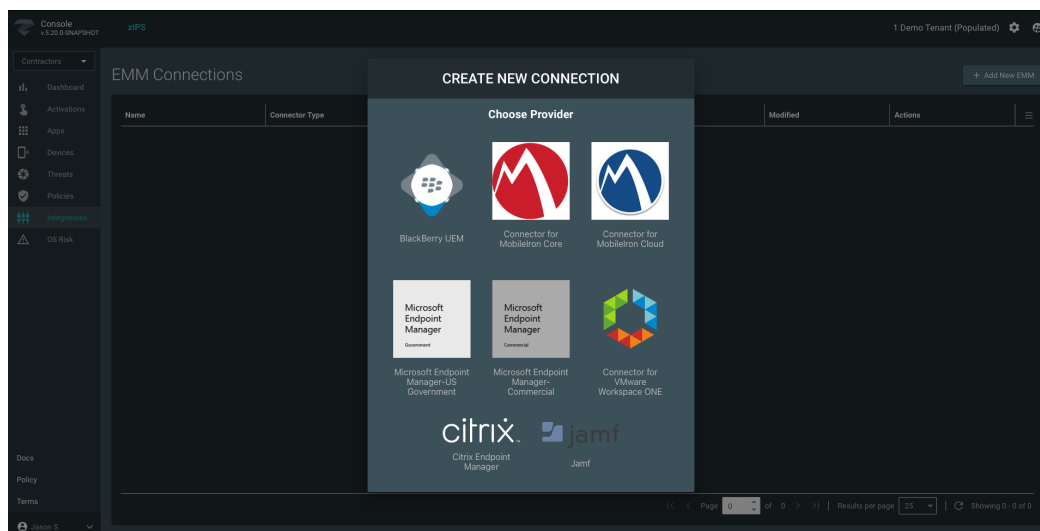 Console
v.5.20.0-SNAPSHOT
zIPS
1 Demo Tenant (Populated)
Contractors
EMM Connections
+ Add New EMM
Dashboard
Activations
Apps
Devices
Threats
Policies
Integrations
OS Risk
Name
Connector Type
Modified
Actions
CREATE NEW CONNECTION
Choose Provider
BlackBerry UEM
Connector for
MobileIron Core
Connector for
MobileIron Cloud
Microsoft
Endpoint
Manager
Government
Microsoft
Endpoint
Manager
Commercial
Microsoft Endpoint
Manager-US
Government
Microsoft Endpoint
Manager-
Commercial
Connector for
VMware
Workspace ONE
citrix
Citrix Endpoint
Manager
jamf
Jamf
Docs
Policy
Terms
Jason S.
Page 0 of 0
Results per page 25
Showing 0 - 0 of 0